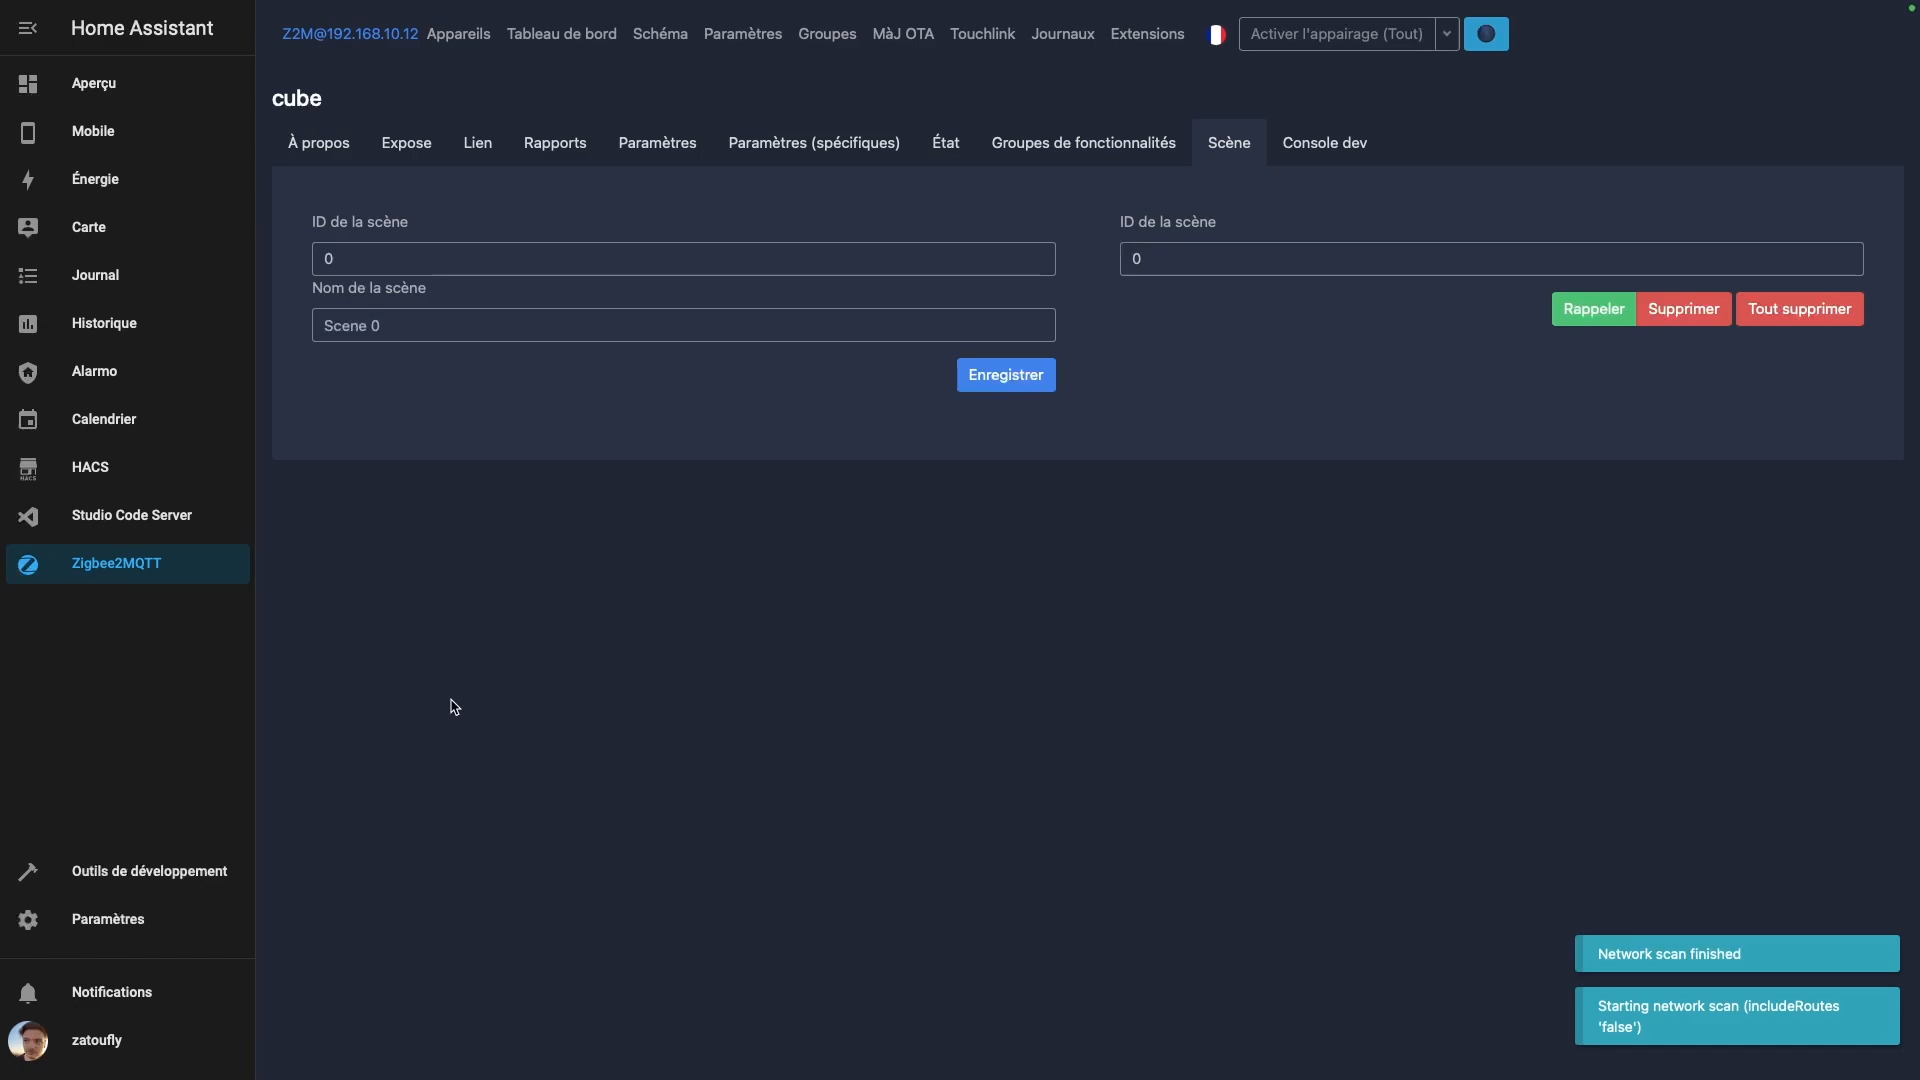 Home Assistant
Aperçu
Mobile
Énergie
Carte
Journal
Historique
Alarmo
Calendrier
HACS
HACS
Studio Code Server
Zigbee2MQTT
Outils de développement
Paramètres
Notifications
zatoufly
Z2M@192.168.10.12 Appareils Tableau de bord Schéma Paramètres Groupes MàJ OTA Touchlink Journaux Extensions Activer l'appairage (Tout)
cube
À propos Expose Lien Rapports Paramètres Paramètres (spécifiques) État Groupes de fonctionnalités Scène Console dev
ID de la scène
0
Nom de la scène
Scene 0
Enregistrer
ID de la scène
0
Rappeler Supprimer Tout supprimer
Network scan finished
Starting network scan (includeRoutes
'false')